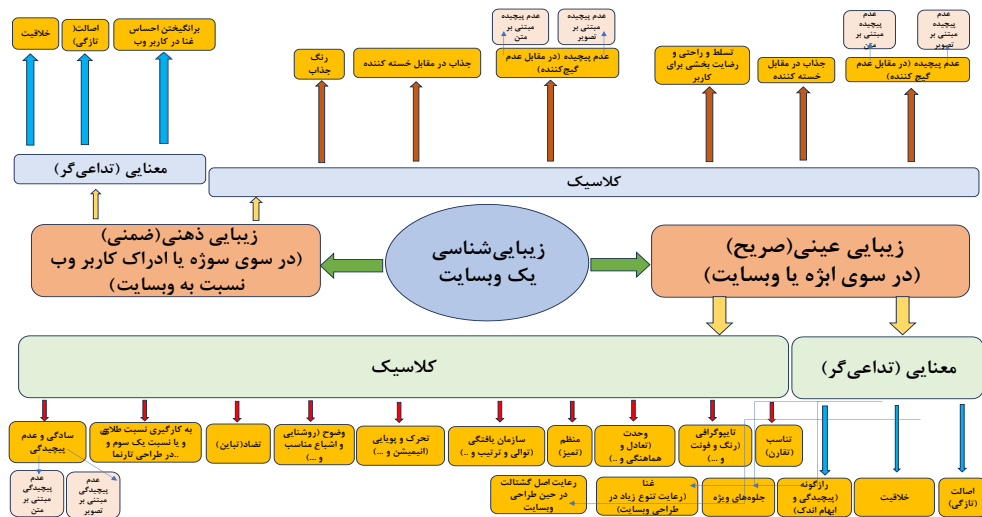 عدم
پیچیده
مبتنی بر
تصویر
عدم
پیچیده
مبتنی بر
متن
عدم پیچیده
مبتنی بر
تصویر
عدم پیچیده
مبتنی بر
متن
برانگیختن احساس
غنا در کاربر وب
اصالت(
تازگی)
خلاقیت
عدم پیچیده (در مقابل عدم
گیج کننده)
جذاب در مقابل
خسته کننده
تسلط و راحتی و
رضایت بخشی برای
کاربر
عدم پیچیده (در مقابل عدم
گیج‌کننده)
جذاب در مقابل خسته کننده
رنگ
جذاب
معنایی (تداعی‌گر)
کلاسیک
زیبایی عینی(صریح)
(در سوی ابژه یا وبسایت)
زیبایی‌شناسی
یک وبسایت
زیبایی ذهنی(ضمنی)
(در سوی سوژه یا ادراک کاربر وب
نسبت به وبسایت)
معنایی (تداعی‌گر)
کلاسیک
تناسب
(تقارن)
تایپوگرافی
(رنگ و فونت
و ...)
وحدت
(تعادل و
هماهنگی و ..)
منظم
(تمیز)
سازمان یافتگی
(توالی و ترتیب و ..)
تحرک و پویایی
(انیمیشن و ...)
وضوح (روشنایی
و اشباع مناسب
و ...)
تضاد(تباین)
به کارگیری نسبت طلایی
و یا نسبت یک سوم و
..در طراحی تارنما
سادگی و عدم
پیچیدگی
اصالت
(تازگی)
خلاقیت
رازگونه
(پیچیدگی و
ابهام اندک)
جلوه‌های ویژه
غنا
(رعایت تنوع زیاد در
طراحی وبسایت)
رعایت اصل گشتالت
در حین طراحی
وبسایت
عدم
پیچیدگی
مبتنی بر
تصویر
عدم
پیچیدگی
مبتنی بر
متن